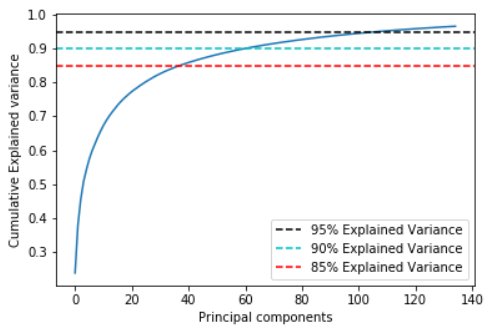 1.0
0.9
0.8
0.7
0.6
0.5
0.4
0.3
Cumulative Explained variance
95% Explained Variance
90% Explained Variance
85% Explained Variance
0 20 40 60 80 100 120 140
Principal components